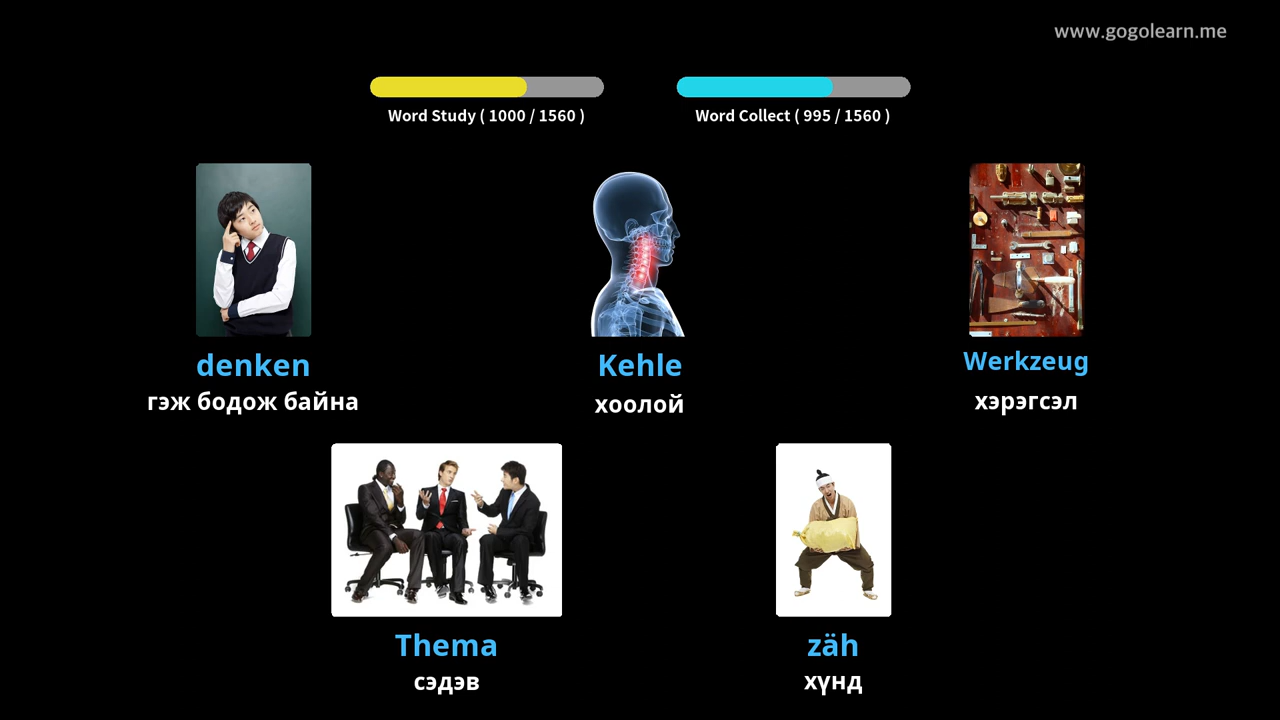 www.gogolearn.me
Word Study ( 1000 / 1560 )
Word Collect ( 995 / 1560 )
denken
гэж бодож байна
Kehle
хоолой
Werkzeug
хэрэгсэл
Thema
сэдэв
zäh
хүнд